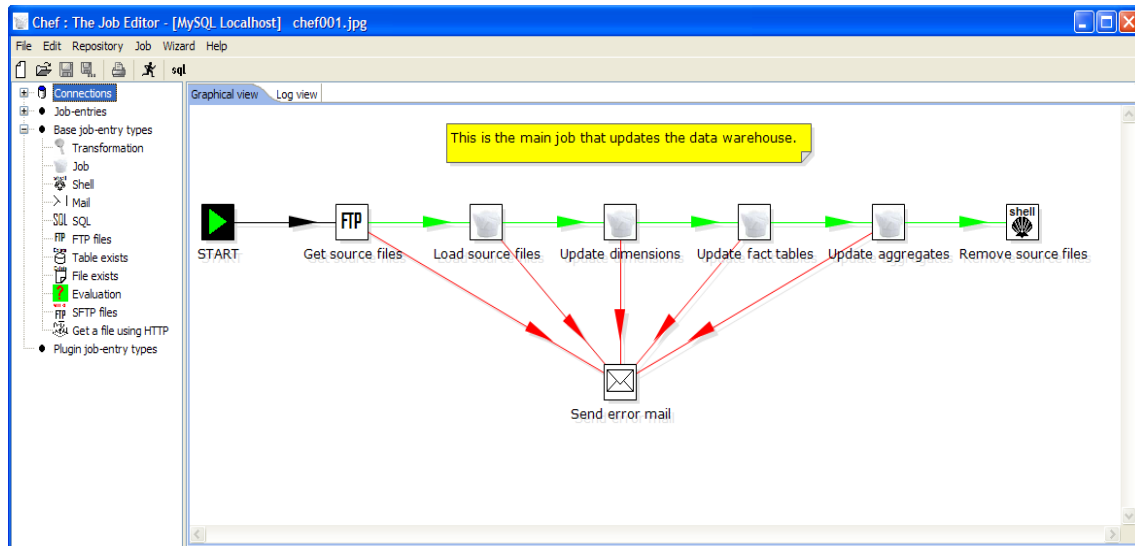 Chef : The Job Editor - [MySQL Localhost]   chef001.jpg
File Edit Repository Job Wizard Help
sql
Connections
Job-entries
Base job-entry types
Transformation
Job
Shell
Mail
SQL SQL
FTP FTP files
Table exists
File exists
? Evaluation
FTP SFTP files
Get a file using HTTP
Plugin job-entry types
Graphical view Log view
This is the main job that updates the data warehouse.
FTP shell
START Get source files Load source files Update dimensions Update fact tables Update aggregates Remove source files
Send error mail